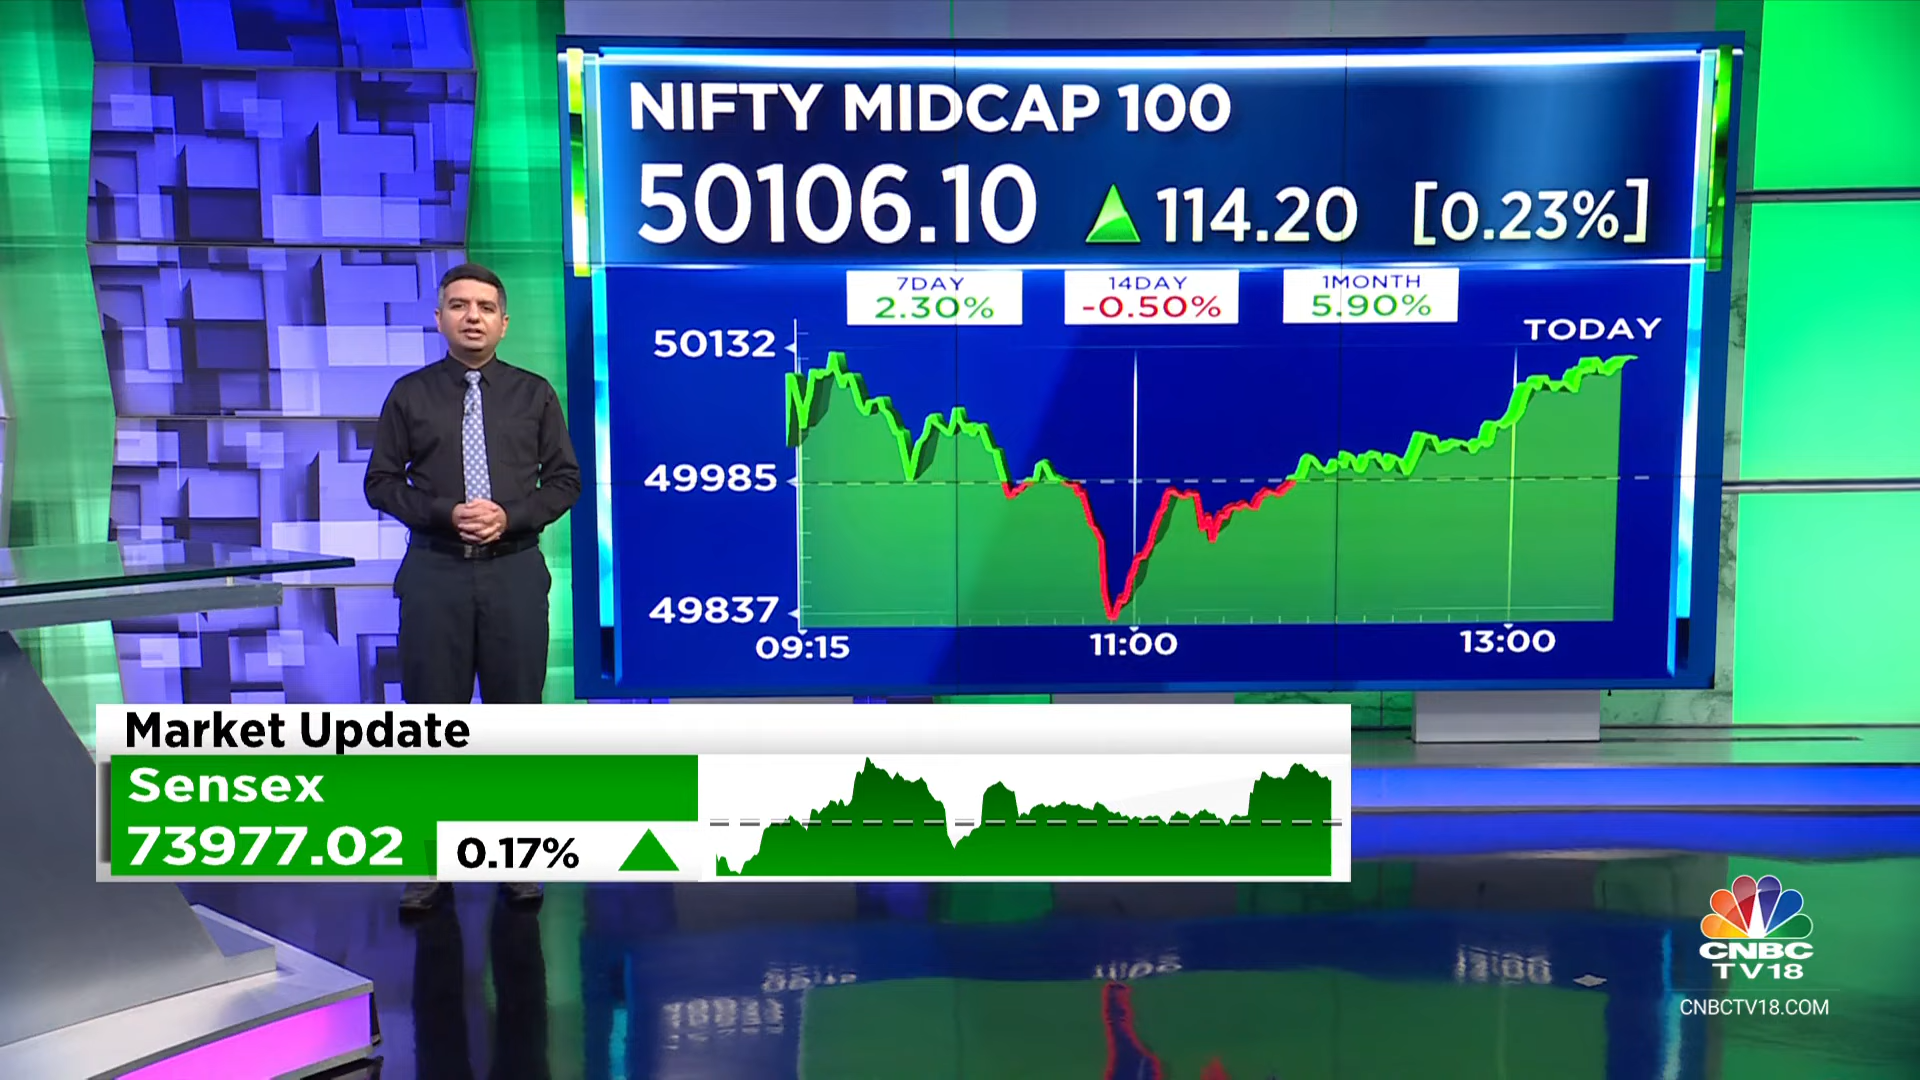 NIFTY MIDCAP 100
50106.10 114.20 [0.23%]
7DAY
2.30%
14DAY
-0.50%
1MONTH
5.90%
TODAY
50132
49985
49837
09:15 11:00 13:00
Market Update
Sensex
73977.02
0.17%
CNBC
TV18
CNBCTV18.COM